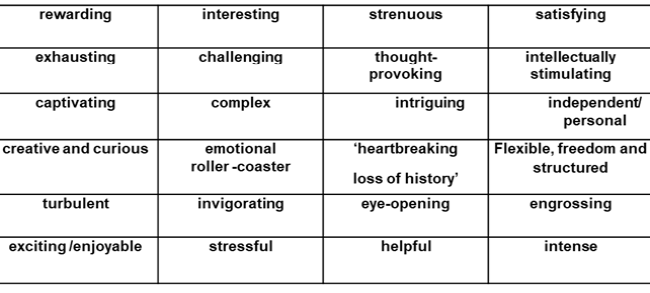 rewarding interesting strenuous satisfying
exhausting challenging thought-
provoking intellectually
stimulating
captivating complex intriguing independent/
personal
creative and curious emotional
roller -coaster ‘heartbreaking
loss of history’ Flexible, freedom and
structured
turbulent invigorating eye-opening engrossing
exciting /enjoyable stressful helpful intense